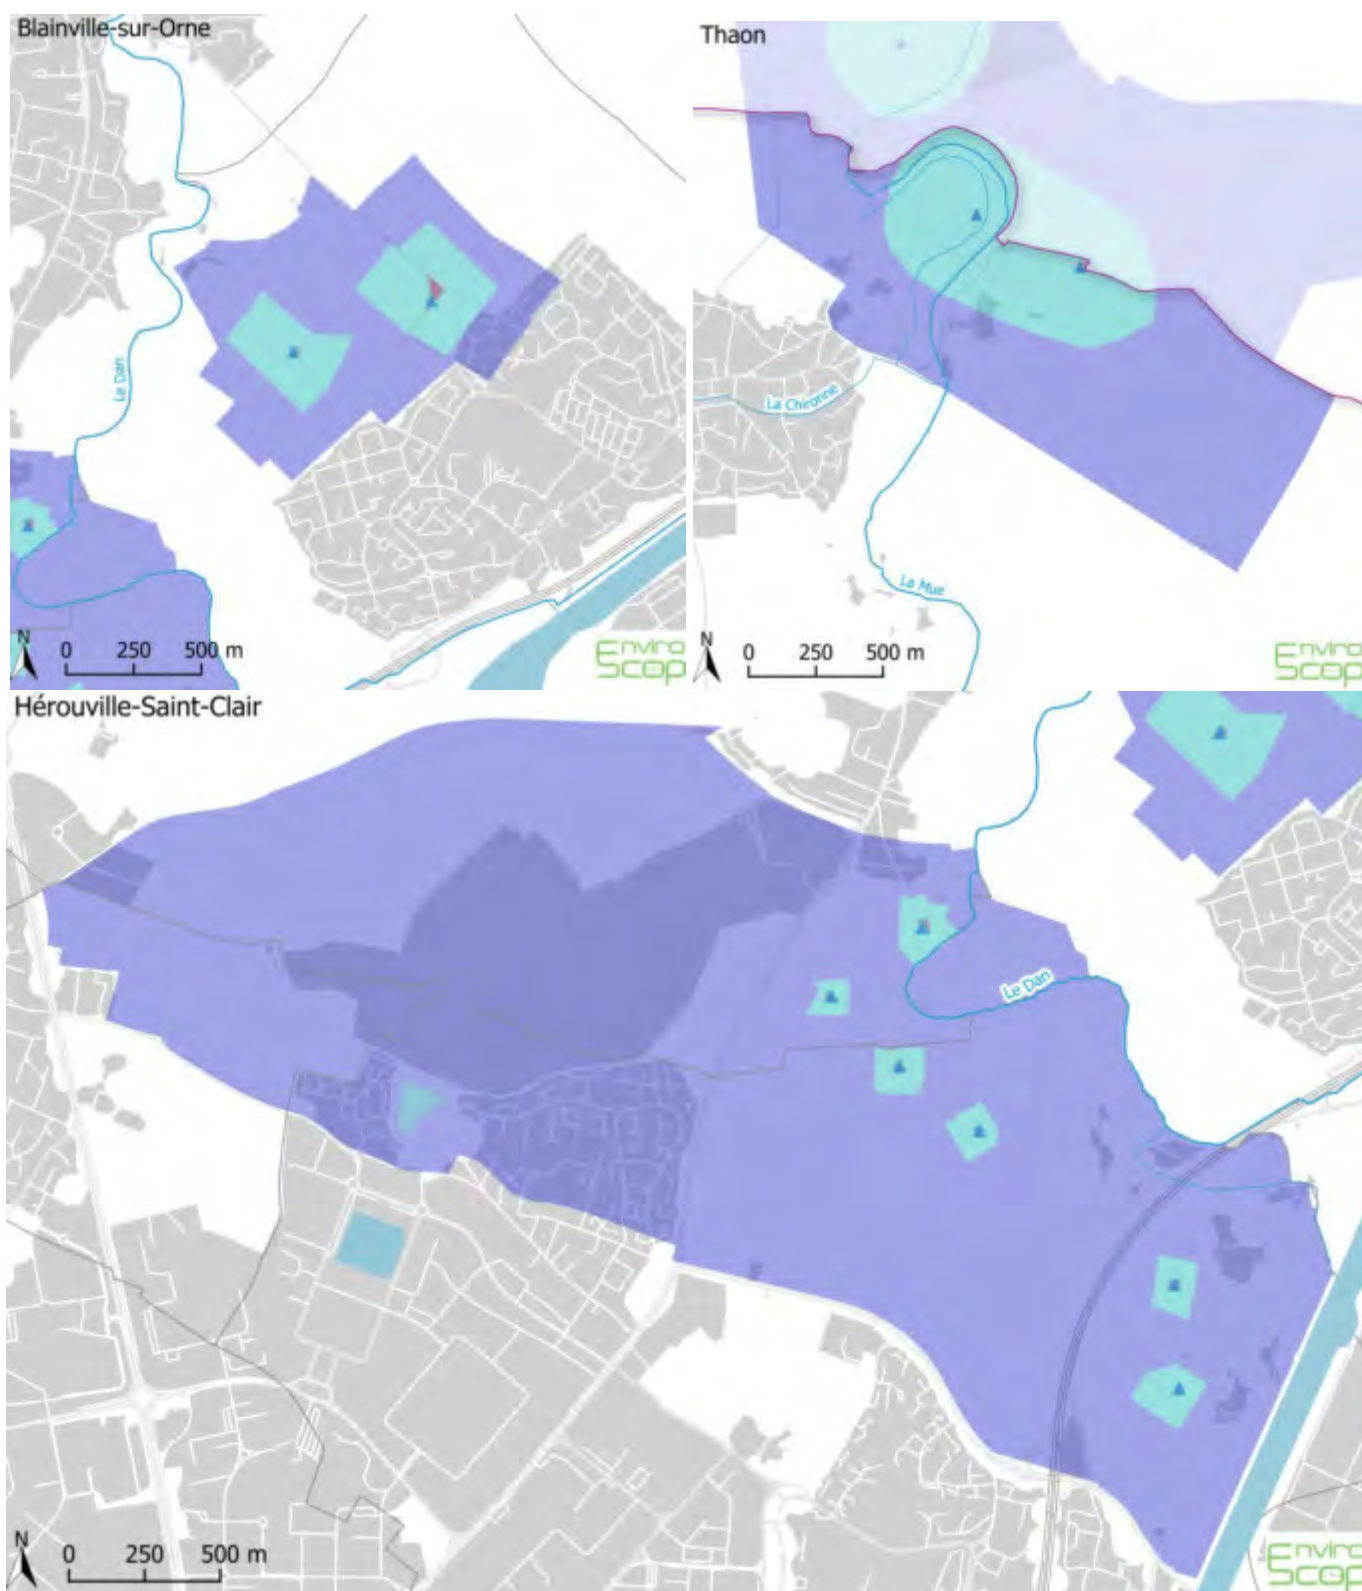 Blainville-sur-Orne
Le Dan
N
0 250 500 m
Enviro
Scop
Thaon
La Chironne
La Mue
N
0 250 500 m
Enviro
Scop
Hérouville-Saint-Clair
Le Dan
N
0 250 500 m
Enviro
Scop